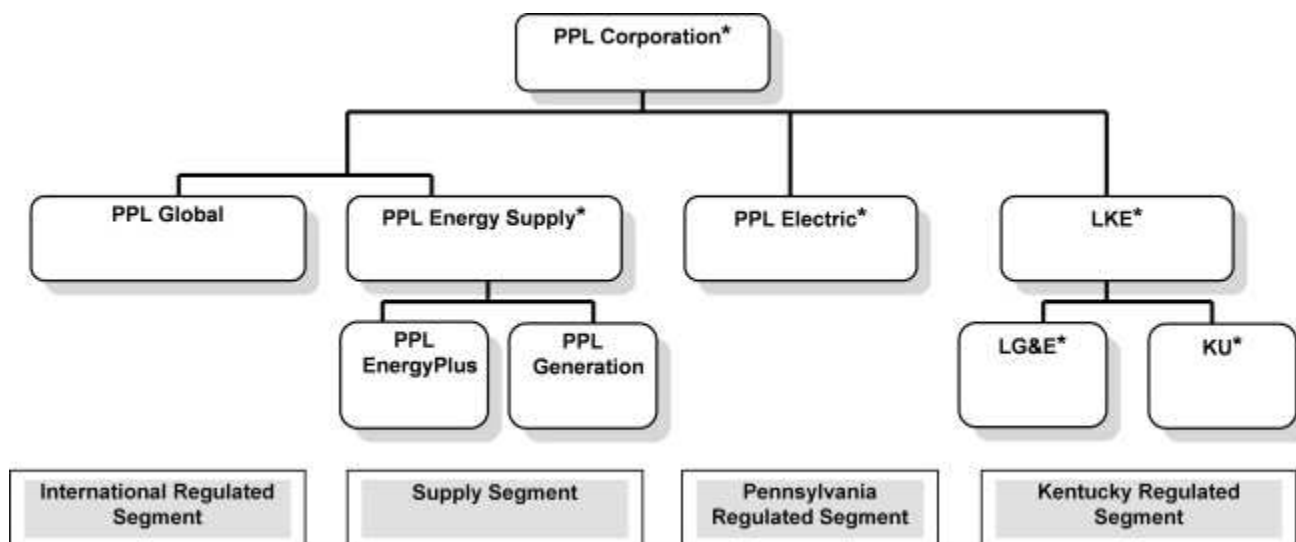 PPL Corporation*
PPL Global
PPL Energy Supply*
PPL Electric*
LKE*
PPL
EnergyPlus
PPL
Generation
LG&E*
KU*
International Regulated
Segment
Supply Segment
Pennsylvania
Regulated Segment
Kentucky Regulated
Segment